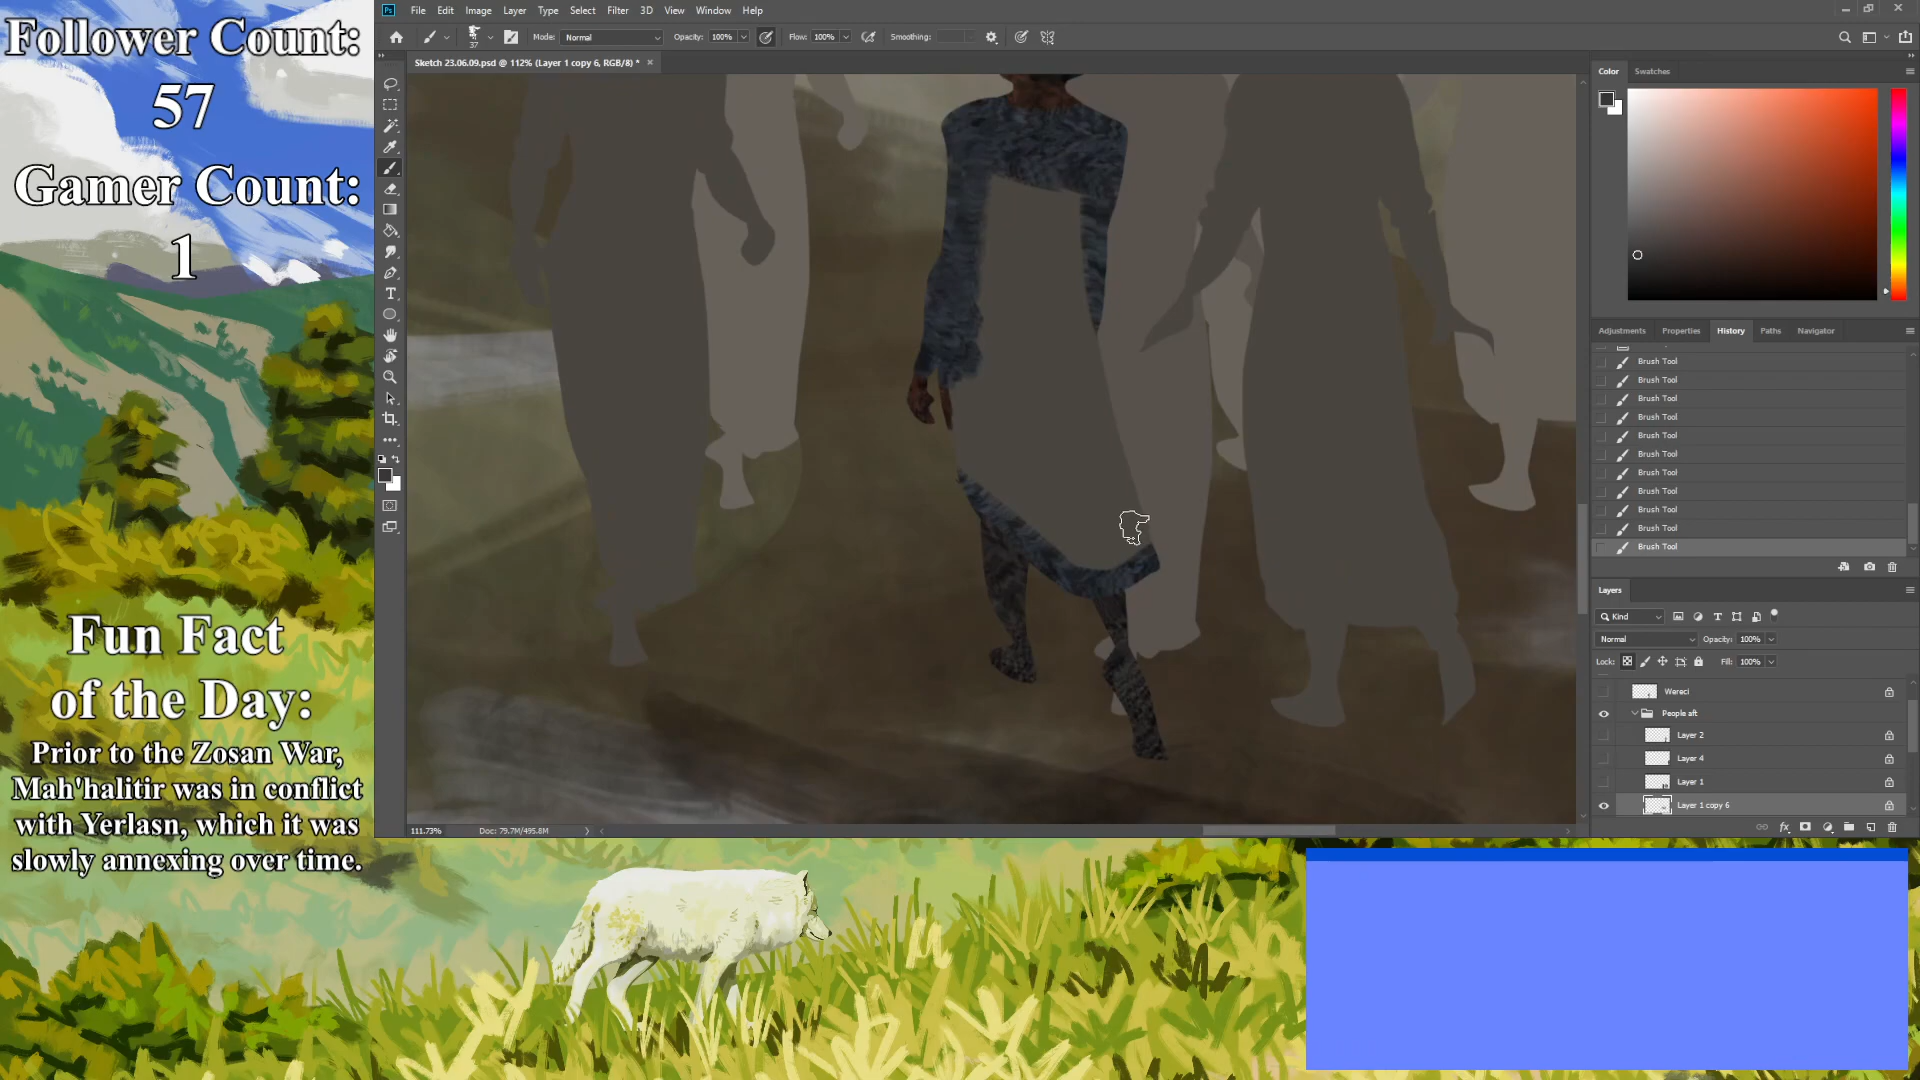 Follower Count:
57
Gamer Count:
1
Fun Fact
of the Day:
Prior to the Zosan War,
Mah'halitir was in conflict
with Yerlasn, which it was
slowly annexing over time.
Ps File Edit Image Layer Type Select Filter 3D View Window Help
37 Mode: Normal Opacity: 100% Flow: 100% Smoothing:
Sketch 23.06.09.psd @ 112% (Layer 1 copy 6, RGB/8) *
Color Swatches
Adjustments Properties History Paths Navigator
Brush Tool
Brush Tool
Brush Tool
Brush Tool
Brush Tool
Brush Tool
Brush Tool
Brush Tool
Brush Tool
Brush Tool
Brush Tool
Layers
Kind
Normal Opacity: 100%
Lock: Fill: 100%
Wereci
People aft
Layer 2
Layer 4
Layer 1
Layer 1 copy 6
111.73% Doc: 79.7M/495.8M